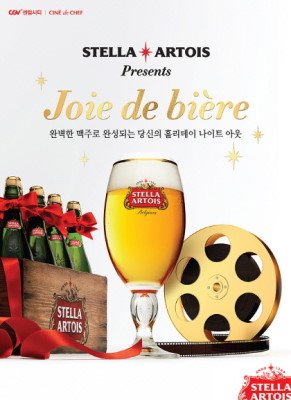 CGV 센텀시티 | CINÉ de CHEF
STELLA ARTOIS
Presents
Joie de bière
완벽한 맥주로 완성되는 당신의 홀리데이 나이트 아웃
STELLA
ARTOIS
Belgium
STELLA
ARTOIS
STELLA
ARTOIS